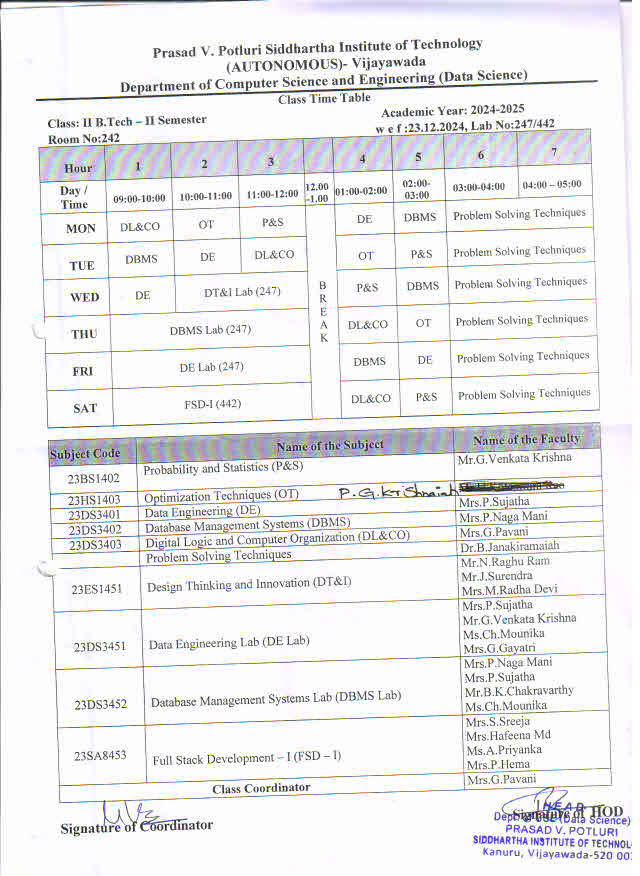 Prasad V. Potluri Siddhartha Institute of Technology
(AUTONOMOUS)- Vijayawada
Department of Computer Science and Engineering (Data Science)
Class Time Table
Class: II B.Tech – II Semester Academic Year: 2024-2025
Room No:242 w e f :23.12.2024, Lab No:247/442
Hour 1 2 3 4 5 6 7
Day / Time 09:00-10:00 10:00-11:00 11:00-12:00 12.00-1.00 01:00-02:00 02:00-03:00 03:00-04:00 04:00 – 05:00
MON DL&CO OT P&S DE DBMS Problem Solving Techniques
TUE DBMS DE DL&CO OT P&S Problem Solving Techniques
WED DE DT&I Lab (247) P&S DBMS Problem Solving Techniques
THU DBMS Lab (247) DL&CO OT Problem Solving Techniques
FRI DE Lab (247) DBMS DE Problem Solving Techniques
SAT FSD-I (442) DL&CO P&S Problem Solving Techniques
BREAK
Subject Code Name of the Subject Name of the Faculty
23BS1402 Probability and Statistics (P&S) Mr.G.Venkata Krishna
23HS1403 Optimization Techniques (OT) P.G.Krishnaiah
23DS3401 Data Engineering (DE) Mrs.P.Sujatha
23DS3402 Database Management Systems (DBMS) Mrs.P.Naga Mani
23DS3403 Digital Logic and Computer Organization (DL&CO) Mrs.G.Pavani
Problem Solving Techniques Dr.B.Janakiramaiah
23ES1451 Design Thinking and Innovation (DT&I) Mr.N.Raghu Ram
Mr.J.Surendra
Mrs.M.Radha Devi
23DS3451 Data Engineering Lab (DE Lab) Mrs.P.Sujatha
Mr.G.Venkata Krishna
Ms.Ch.Mounika
Mrs.G.Gayatri
23DS3452 Database Management Systems Lab (DBMS Lab) Mrs.P.Naga Mani
Mrs.P.Sujatha
Mr.B.K.Chakravarthy
Ms.Ch.Mounika
23SA8453 Full Stack Development – I (FSD – I) Mrs.S.Sreeja
Mrs.Hafeena Md
Ms.A.Priyanka
Mrs.P.Hema
Class Coordinator Mrs.G.Pavani
Signature of Coordinator Signature of HOD
HEAD
Dept. of CSE (Data Science)
PRASAD V. POTLURI
SIDDHARTHA INSTITUTE OF TECHNOL
Kanuru, Vijayawada-520 00